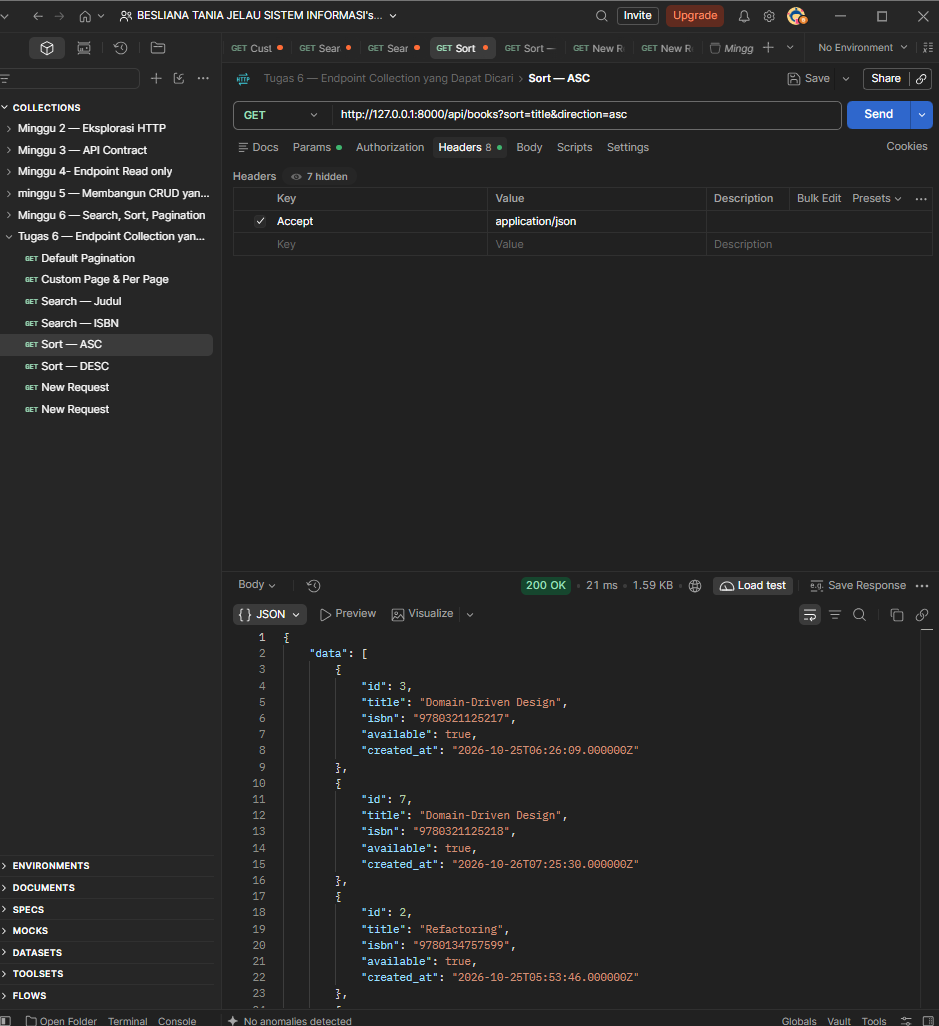 BESLIANA TANIA JELAU SISTEM INFORMASI's...
Invite
Upgrade
GET Cust
GET Sear
GET Sear
GET Sort
GET Sort —
GET New R
GET New R
Mingg
No Environment
Tugas 6 — Endpoint Collection yang Dapat Dicari > Sort — ASC
Save
Share
COLLECTIONS
Minggu 2 — Eksplorasi HTTP
Minggu 3 — API Contract
Minggu 4- Endpoint Read only
minggu 5 — Membangun CRUD yan...
Minggu 6 — Search, Sort, Pagination
Tugas 6 — Endpoint Collection yan...
GET Default Pagination
GET Custom Page & Per Page
GET Search — Judul
GET Search — ISBN
GET Sort — ASC
GET Sort — DESC
GET New Request
GET New Request
ENVIRONMENTS
DOCUMENTS
SPECS
MOCKS
DATASETS
TOOLSETS
FLOWS
GET
http://127.0.0.1:8000/api/books?sort=title&direction=asc
Send
Docs Params Authorization Headers 8 Body Scripts Settings
Cookies
Headers 7 hidden
Key Value Description Bulk Edit Presets
Accept application/json
Key Value Description
Body
200 OK 21 ms 1.59 KB
Load test
e.g. Save Response
{ } JSON Preview Visualize
1 {
2 "data": [
3 {
4 "id": 3,
5 "title": "Domain-Driven Design",
6 "isbn": "9780321125217",
7 "available": true,
8 "created_at": "2026-10-25T06:26:09.000000Z"
9 },
10 {
11 "id": 7,
12 "title": "Domain-Driven Design",
13 "isbn": "9780321125218",
14 "available": true,
15 "created_at": "2026-10-26T07:25:30.000000Z"
16 },
17 {
18 "id": 2,
19 "title": "Refactoring",
20 "isbn": "9780134757599",
21 "available": true,
22 "created_at": "2026-10-25T05:53:46.000000Z"
23 },
Open Folder Terminal Console No anomalies detected Globals Vault Tools